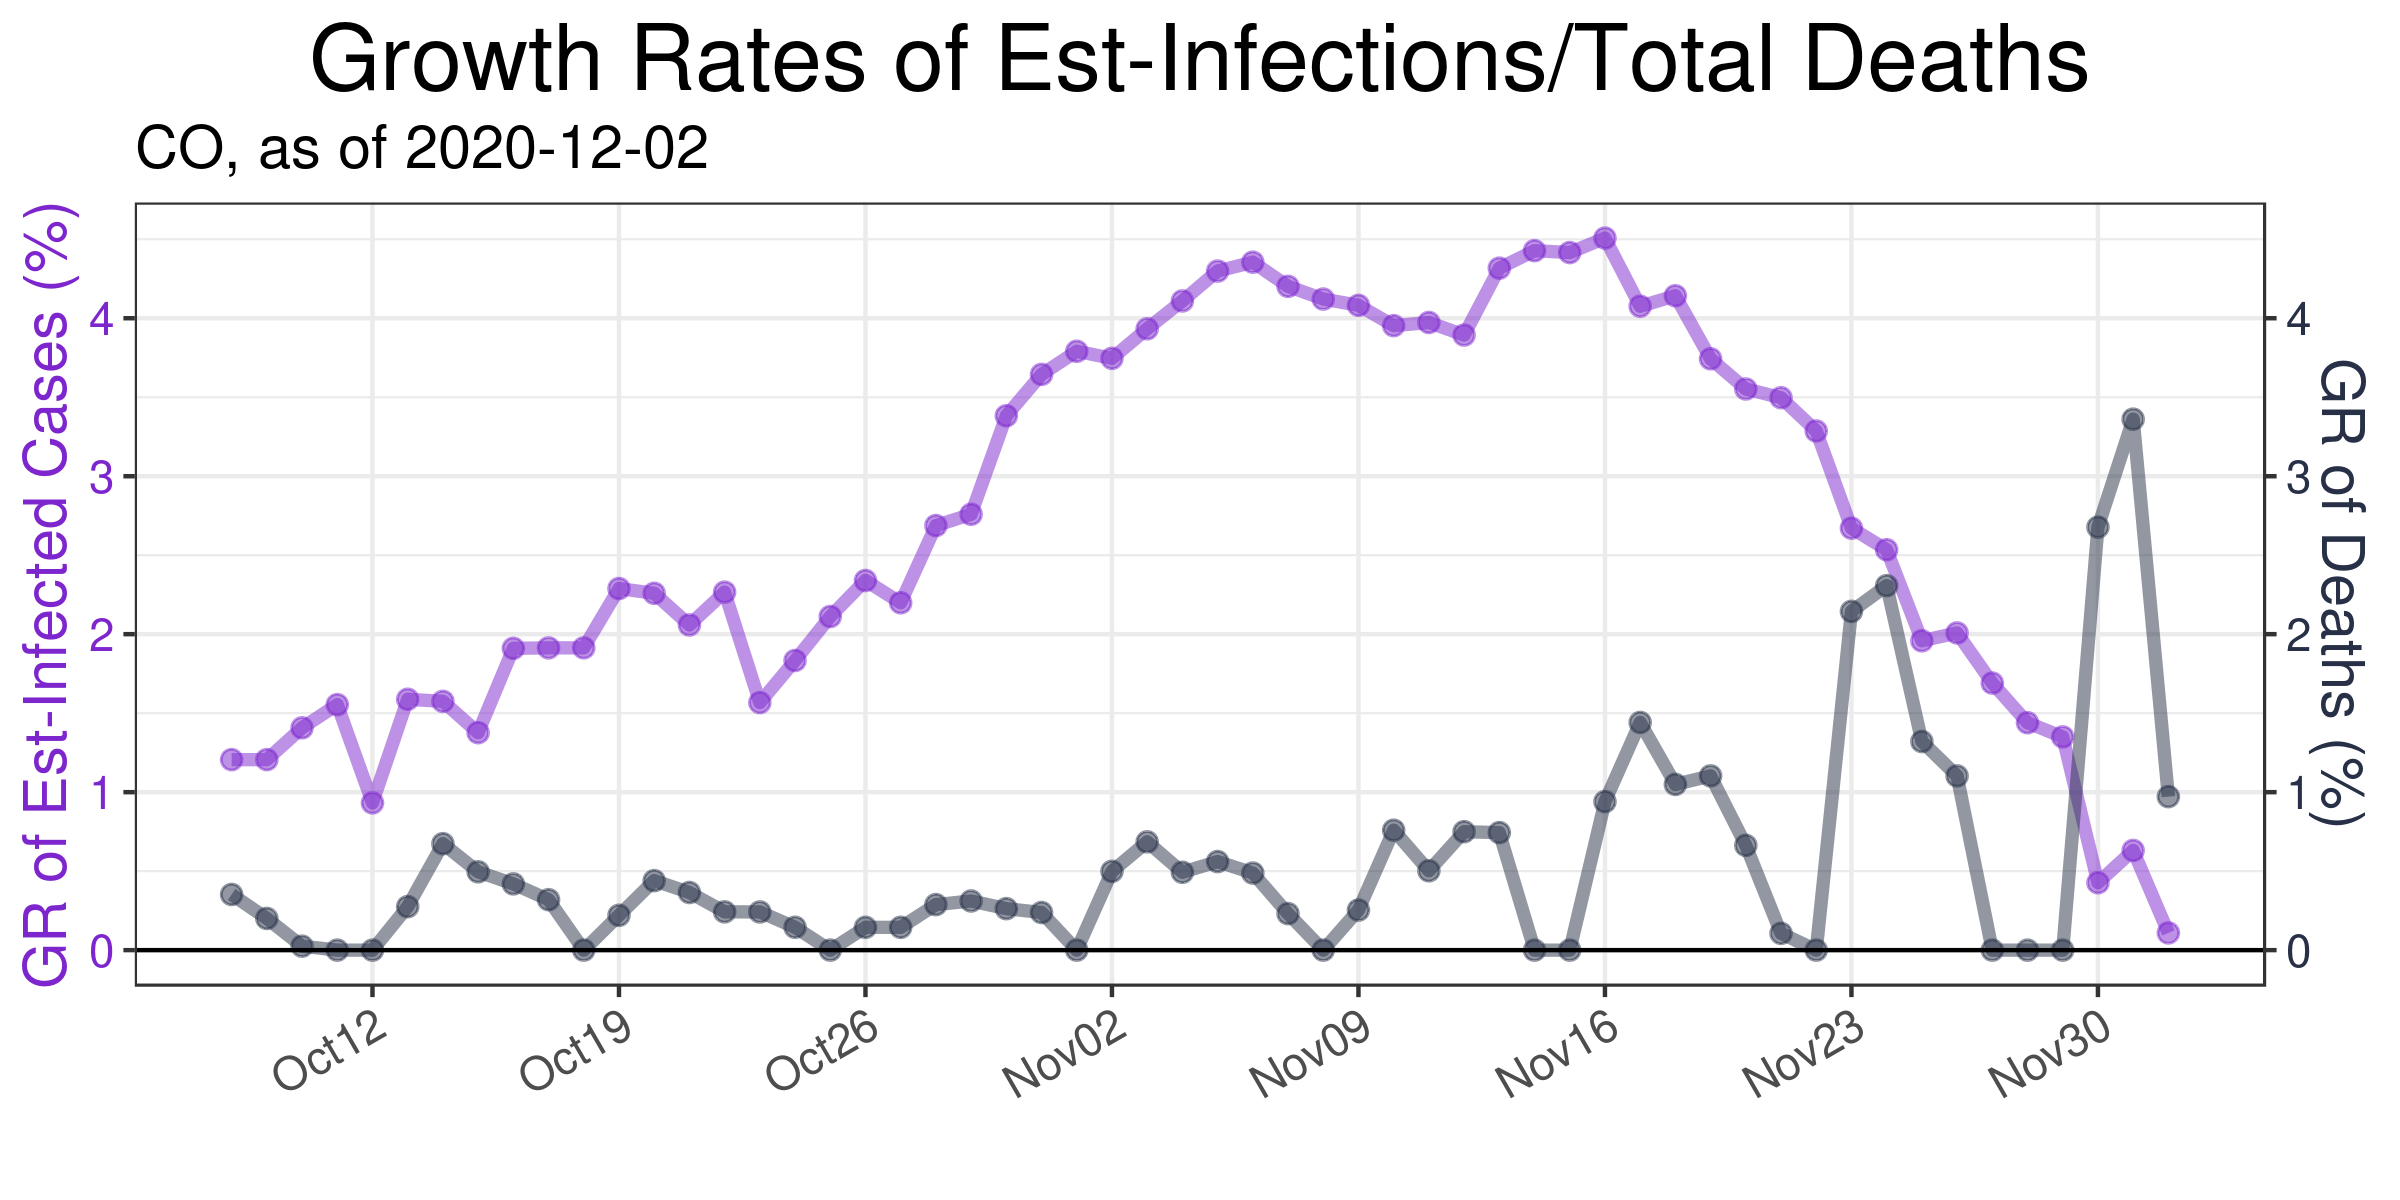 Growth Rates of Est-Infections/Total Deaths
CO, as of 2020-12-02
GR of Est-Infected Cases (%)
4
3
2
1
0
4
3
2
1
0
GR of Deaths (%)
Oct12
Oct19
Oct26
Nov02
Nov09
Nov16
Nov23
Nov30